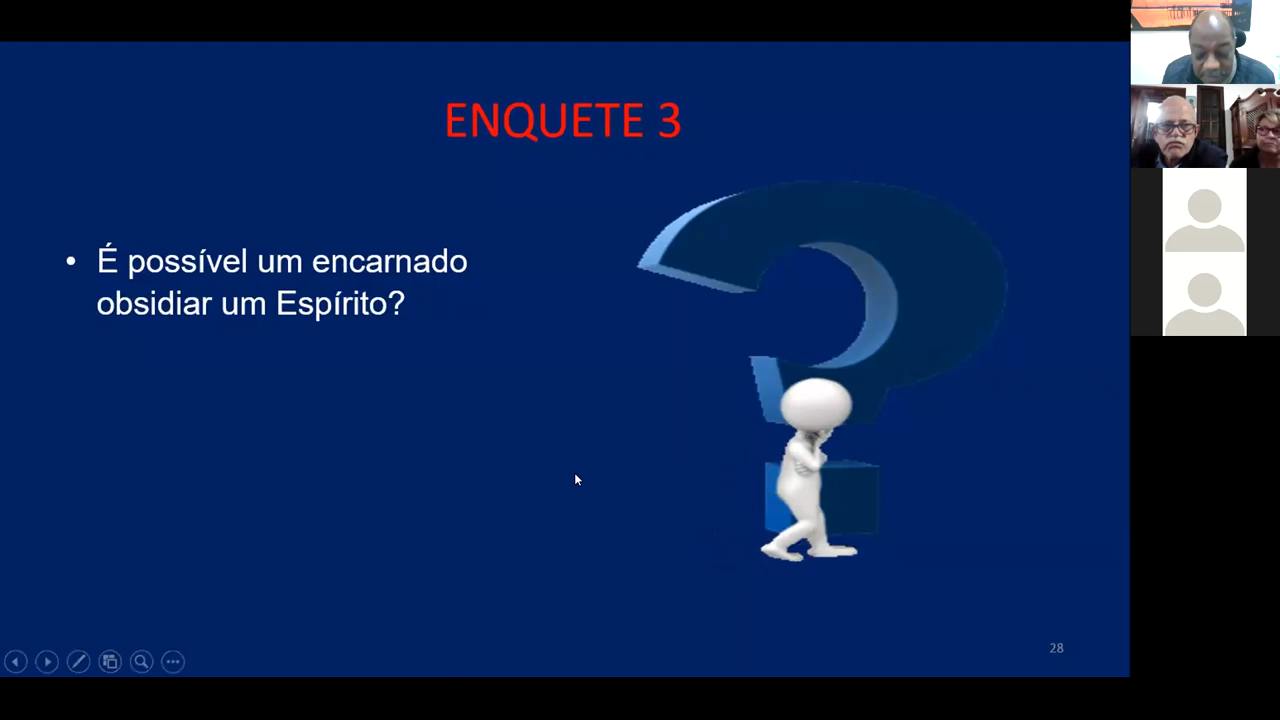 ENQUETE 3
• É possível um encarnado
obsidiar um Espírito?
28